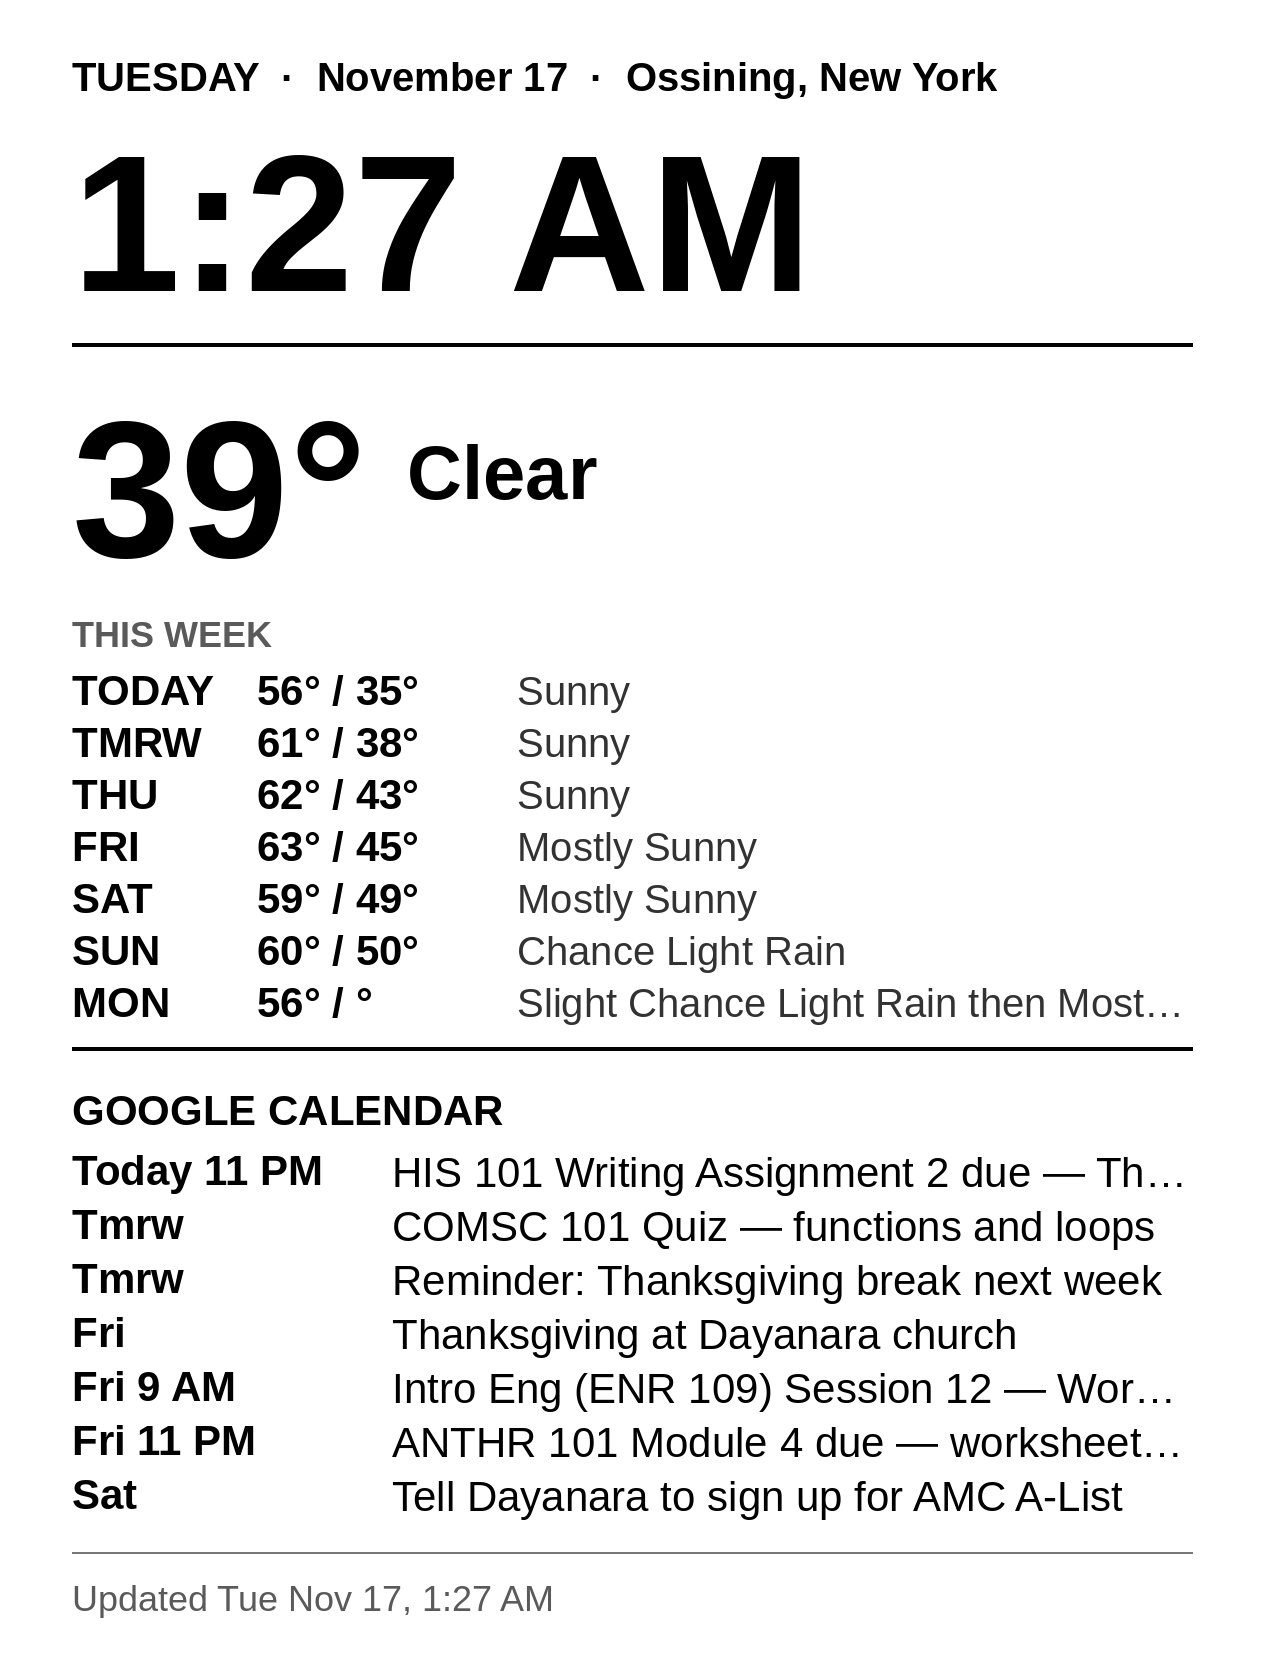 TUESDAY · November 17 · Ossining, New York
1:27 AM
39° Clear
THIS WEEK
TODAY 56° / 35° Sunny
TMRW 61° / 38° Sunny
THU 62° / 43° Sunny
FRI 63° / 45° Mostly Sunny
SAT 59° / 49° Mostly Sunny
SUN 60° / 50° Chance Light Rain
MON 56° / ° Slight Chance Light Rain then Most…
GOOGLE CALENDAR
Today 11 PM HIS 101 Writing Assignment 2 due — Th…
Tmrw COMSC 101 Quiz — functions and loops
Tmrw Reminder: Thanksgiving break next week
Fri Thanksgiving at Dayanara church
Fri 9 AM Intro Eng (ENR 109) Session 12 — Wor…
Fri 11 PM ANTHR 101 Module 4 due — worksheet…
Sat Tell Dayanara to sign up for AMC A-List
Updated Tue Nov 17, 1:27 AM